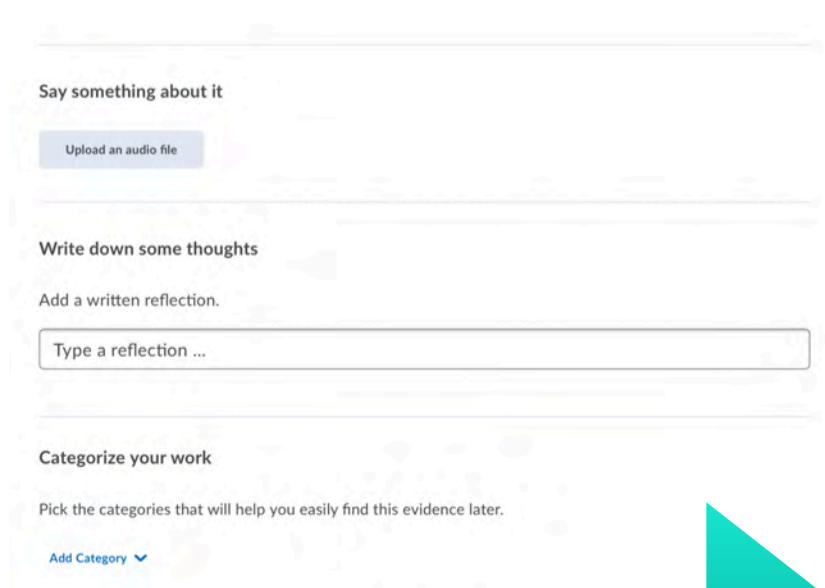 Say something about it
Upload an audio file
Write down some thoughts
Add a written reflection.
Type a reflection ...
Categorize your work
Pick the categories that will help you easily find this evidence later.
Add Category